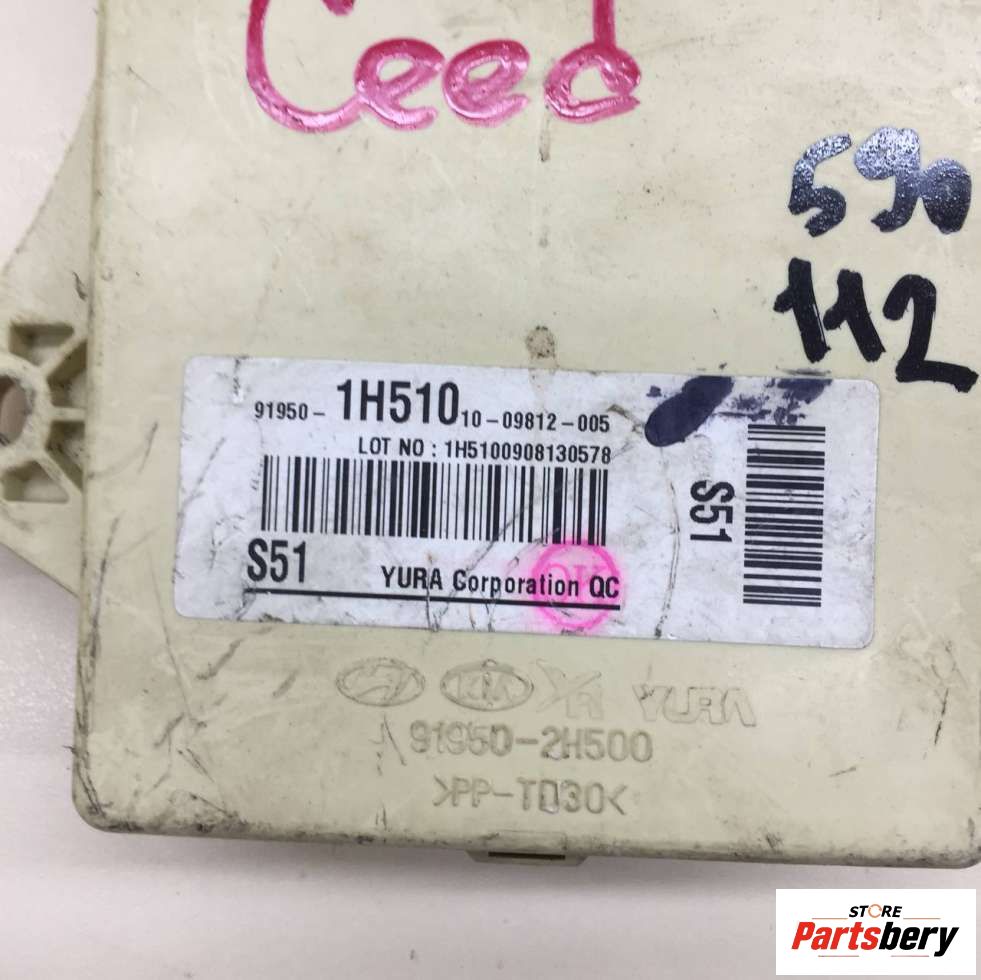 Ceed
590
112
91950- 1H510 10-09812-005
LOT NO : 1H5100908130578
S51
S51
YURA Corporation QC
OK
KIA YURA
91950-2H500
>PP-TD30<
STORE
Partsbery